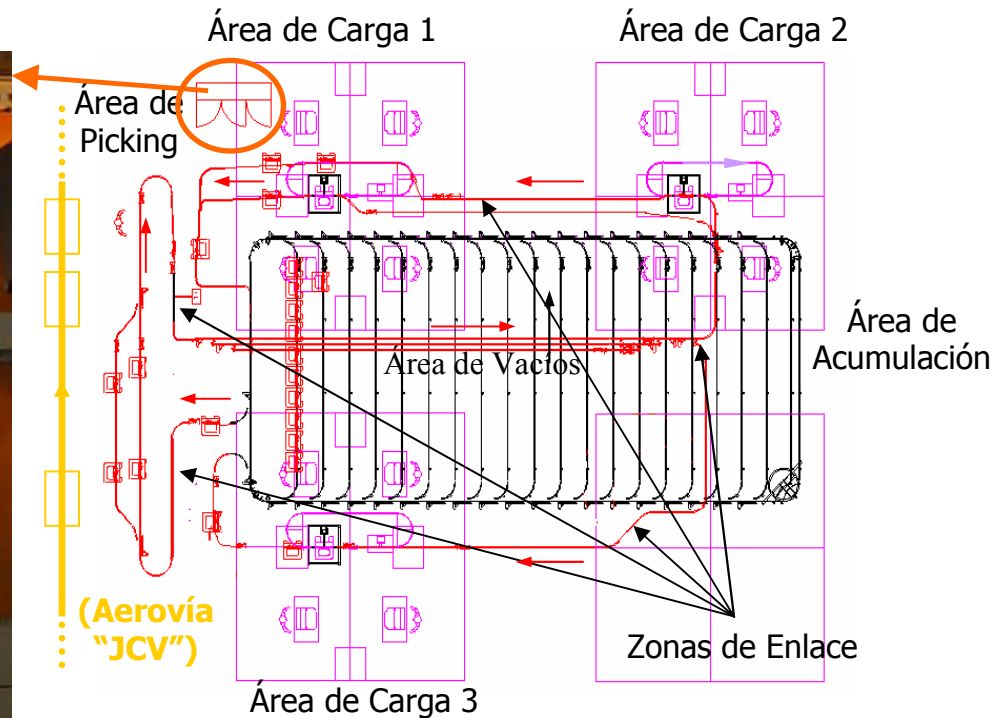 Área de Carga 1
Área de Carga 2
Área de
Picking
Área de Vacíos
Área de
Acumulación
(Aerovía
“JCV”)
Zonas de Enlace
Área de Carga 3